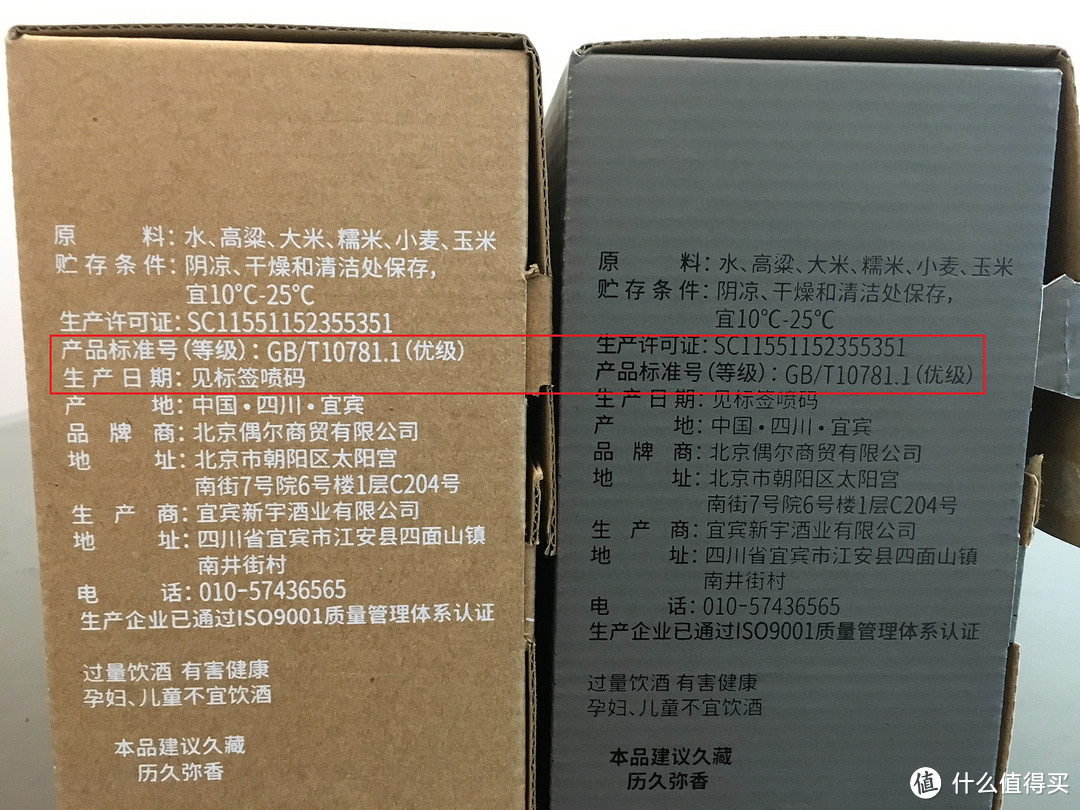 原料：水、高粱、大米、糯米、小麦、玉米
贮存条件：阴凉、干燥和清洁处保存，
宜10℃-25℃
生产许可证：SC11551152355351
产品标准号(等级)：GB/T10781.1(优级)
生产日期：见标签喷码
产地：中国·四川·宜宾
品牌商：北京偶尔商贸有限公司
地址：北京市朝阳区太阳宫
南街7号院6号楼1层C204号
生产商：宜宾新宇酒业有限公司
地址：四川省宜宾市江安县四面山镇
南井街村
电话：010-57436565
生产企业已通过ISO9001质量管理体系认证
过量饮酒 有害健康
孕妇、儿童不宜饮酒
本品建议久藏
历久弥香
原料：水、高粱、大米、糯米、小麦、玉米
贮存条件：阴凉、干燥和清洁处保存，
宜10℃-25℃
生产许可证：SC11551152355351
产品标准号(等级)：GB/T10781.1(优级)
生产日期：见标签喷码
产地：中国·四川·宜宾
品牌商：北京偶尔商贸有限公司
地址：北京市朝阳区太阳宫
南街7号院6号楼1层C204号
生产商：宜宾新宇酒业有限公司
地址：四川省宜宾市江安县四面山镇
南井街村
电话：010-57436565
生产企业已通过ISO9001质量管理体系认证
过量饮酒 有害健康
孕妇、儿童不宜饮酒
本品建议久藏
历久弥香
值 什么值得买